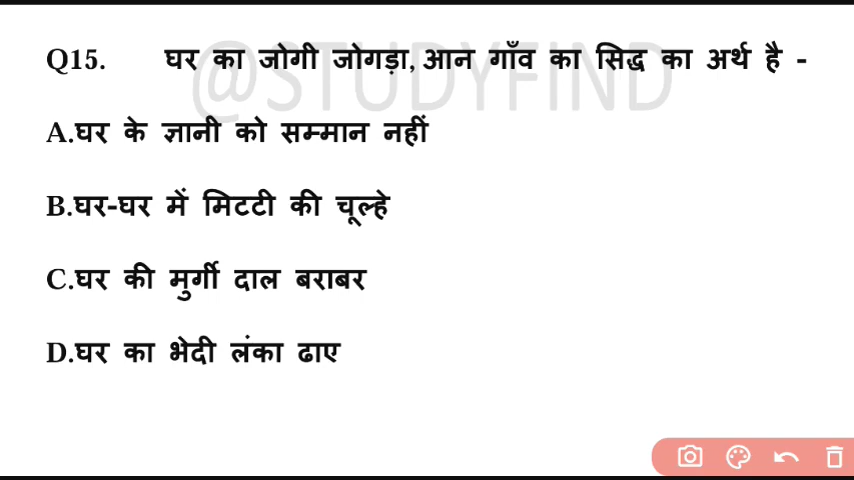 Q15. घर का जोगी जोगड़ा, आन गाँव का सिद्ध का अर्थ है -
@STUDYFIND
A.घर के ज्ञानी को सम्मान नहीं
B.घर-घर में मिटटी की चूल्हे
C.घर की मुर्गी दाल बराबर
D.घर का भेदी लंका ढाए